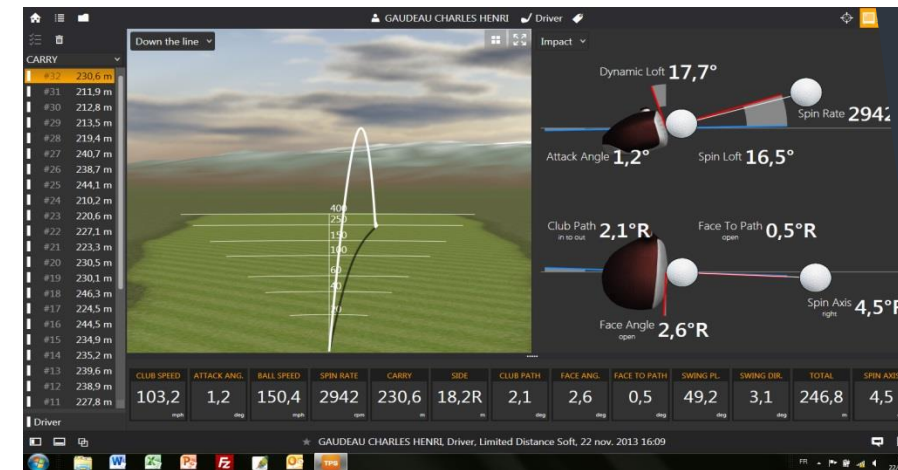 GAUDEAU CHARLES HENRI Driver
Down the line
Impact
CARRY
#32 230,6 m
#31 211,9 m
#30 212,8 m
#29 213,5 m
#28 219,4 m
#27 240,7 m
#26 238,7 m
#25 244,1 m
#24 210,2 m
#23 220,6 m
#22 227,1 m
#21 223,3 m
#20 230,5 m
#19 230,1 m
#18 246,3 m
#17 224,5 m
#16 244,5 m
#15 234,9 m
#14 235,2 m
#13 239,6 m
#12 238,9 m
#11 227,8 m
Driver
400
250
150
100
60
40
20
Dynamic Loft 17,7°
Spin Rate 2942
Attack Angle 1,2°
Spin Loft 16,5°
Club Path 2,1°R
in to out
Face To Path 0,5°R
open
Spin Axis 4,5°R
right
Face Angle 2,6°R
open
CLUB SPEED ATTACK ANG. BALL SPEED SPIN RATE CARRY SIDE CLUB PATH FACE ANG. FACE TO PATH SWING PL. SWING DIR. TOTAL SPIN AXIS
103,2 1,2 150,4 2942 230,6 18,2R 2,1 2,6 0,5 49,2 3,1 246,8 4,5
mph deg mph rpm m m deg deg deg deg deg m deg
GAUDEAU CHARLES HENRI, Driver, Limited Distance Soft, 22 nov. 2013 16:09
TPS
FR
22/